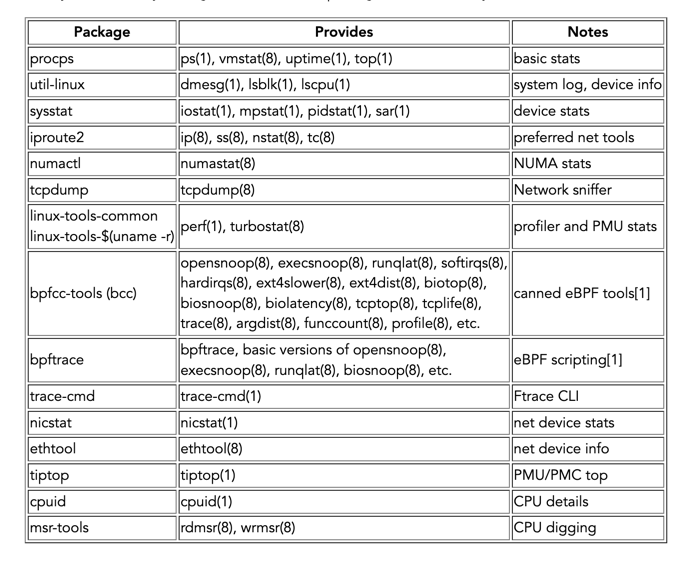 Package Provides Notes
procps ps(1), vmstat(8), uptime(1), top(1) basic stats
util-linux dmesg(1), lsblk(1), lscpu(1) system log, device info
sysstat iostat(1), mpstat(1), pidstat(1), sar(1) device stats
iproute2 ip(8), ss(8), nstat(8), tc(8) preferred net tools
numactl numastat(8) NUMA stats
tcpdump tcpdump(8) Network sniffer
linux-tools-common
linux-tools-$(uname -r) perf(1), turbostat(8) profiler and PMU stats
bpfcc-tools (bcc) opensnoop(8), execsnoop(8), runqlat(8), softirqs(8),
hardirqs(8), ext4slower(8), ext4dist(8), biotop(8),
biosnoop(8), biolatency(8), tcptop(8), tcplife(8),
trace(8), argdist(8), funccount(8), profile(8), etc. canned eBPF tools[1]
bpftrace bpftrace, basic versions of opensnoop(8),
execsnoop(8), runqlat(8), biosnoop(8), etc. eBPF scripting[1]
trace-cmd trace-cmd(1) Ftrace CLI
nicstat nicstat(1) net device stats
ethtool ethtool(8) net device info
tiptop tiptop(1) PMU/PMC top
cpuid cpuid(1) CPU details
msr-tools rdmsr(8), wrmsr(8) CPU digging